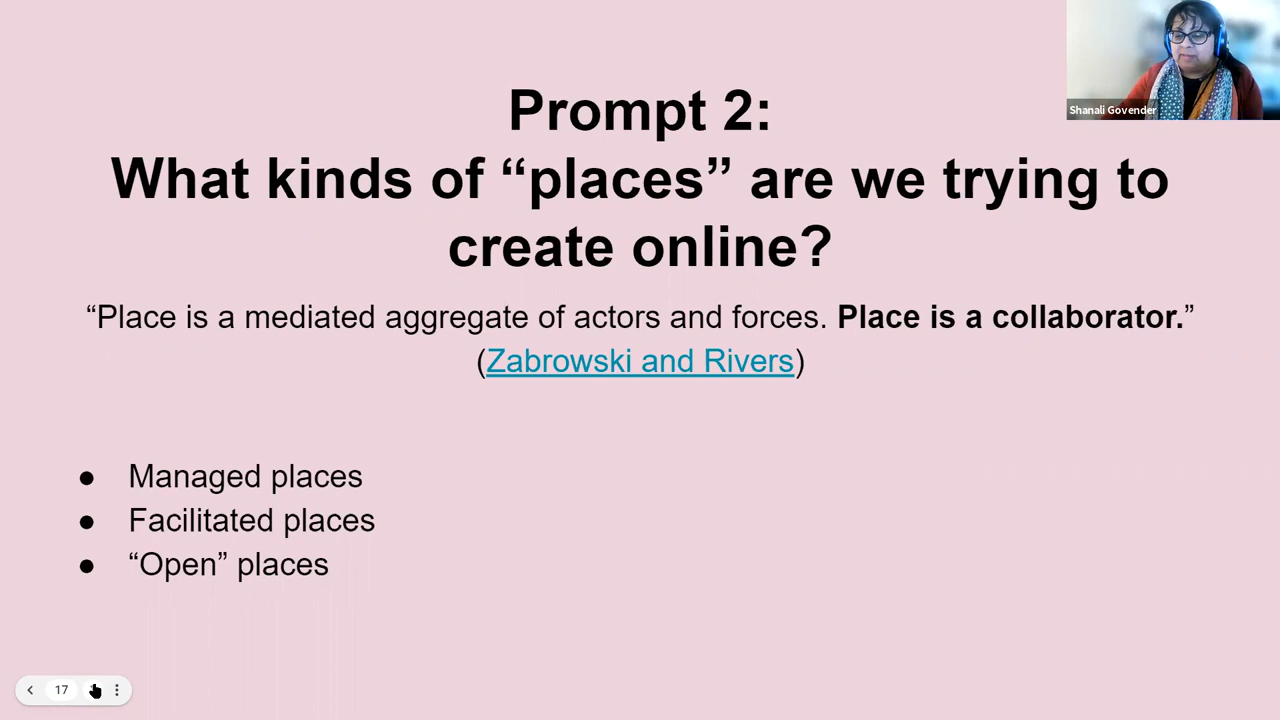 Prompt 2:
What kinds of “places” are we trying to
create online?
“Place is a mediated aggregate of actors and forces. Place is a collaborator.”
(Zabrowski and Rivers)
● Managed places
● Facilitated places
● “Open” places
Shanali Govender
17